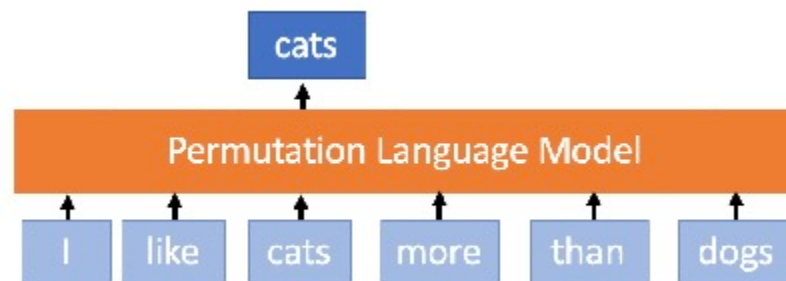 cats
Permutation Language Model
I like cats more than dogs